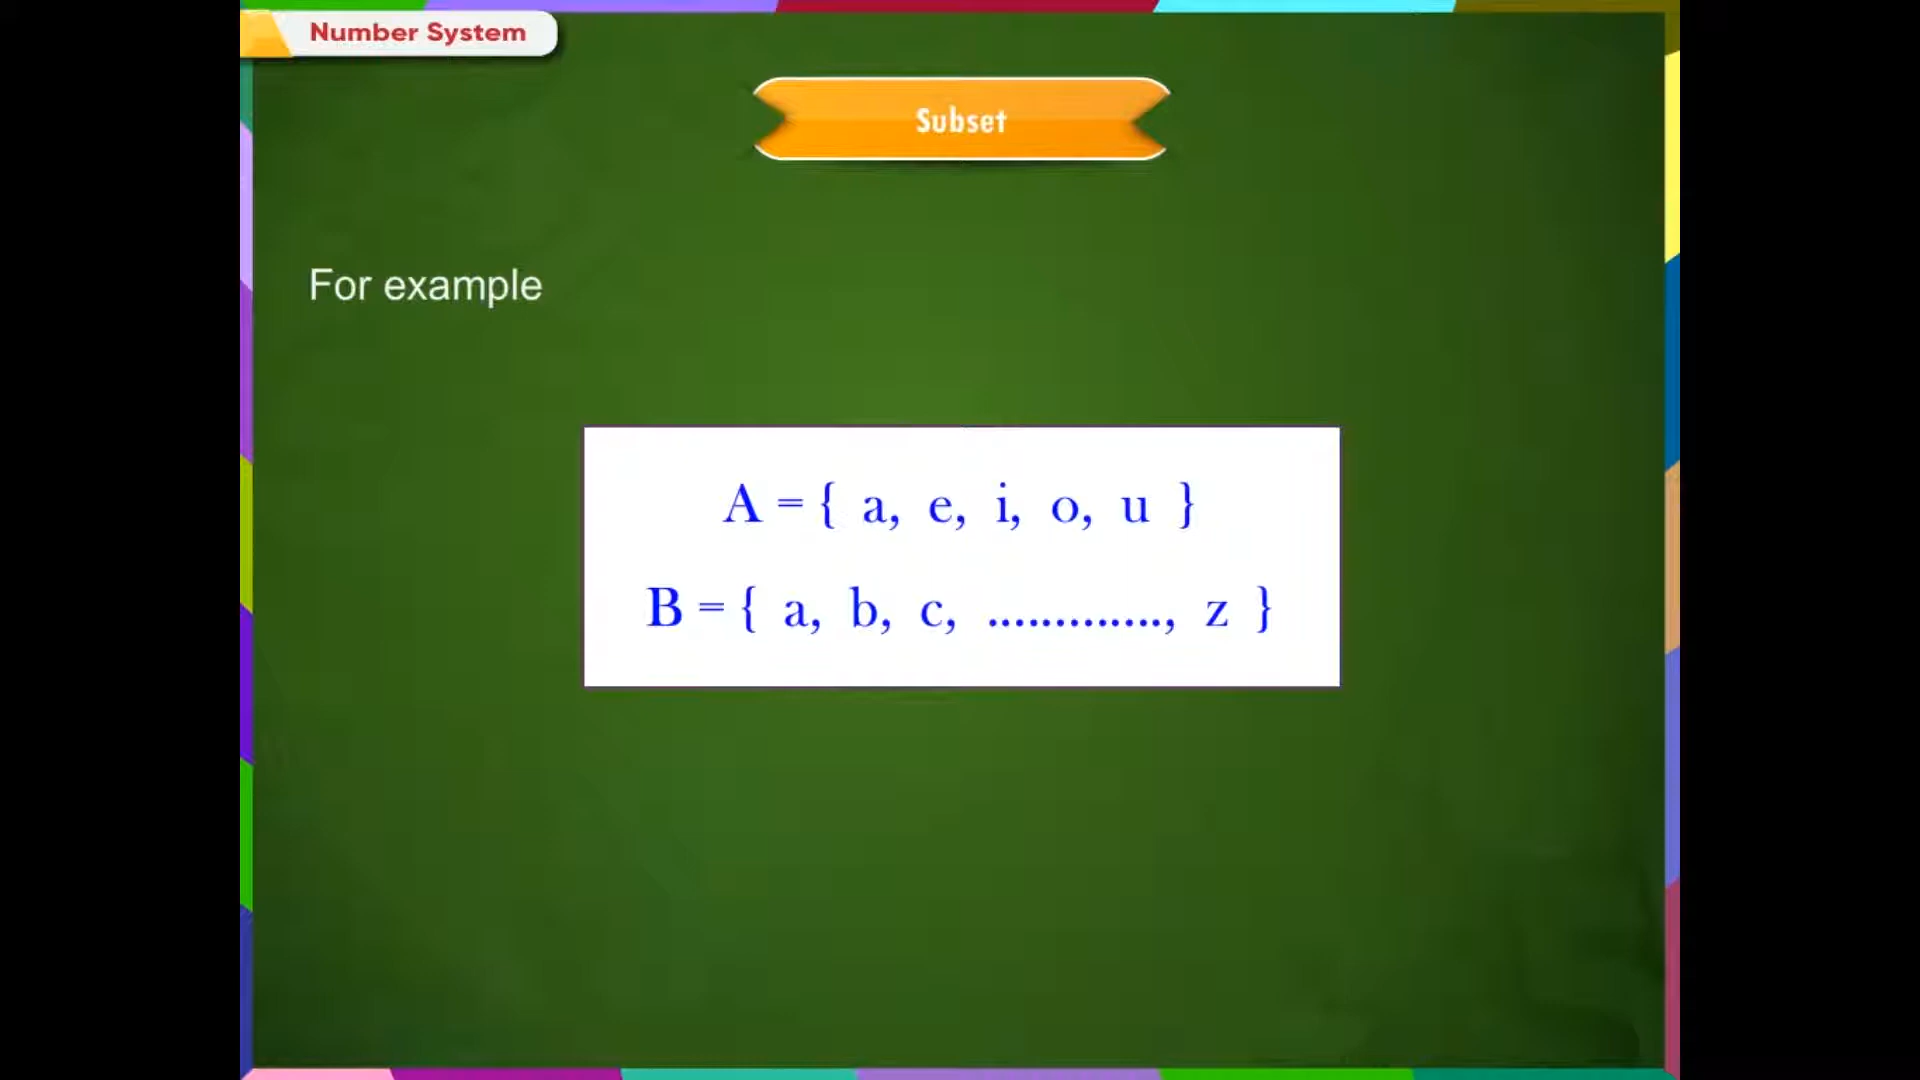 Number System
Subset
For example
A = { a, e, i, o, u }
B = { a, b, c, ............., z }